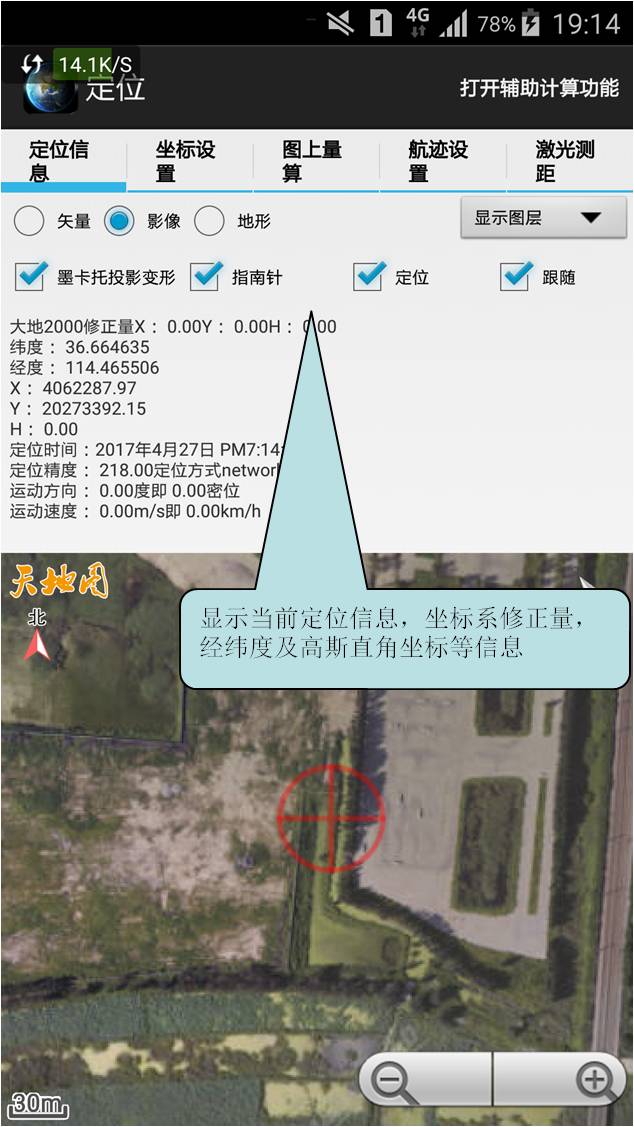 1 4G 78% 19:14
14.1K/S
定位
打开辅助计算功能
定位信息
坐标设置
图上量算
航迹设置
激光测距
矢量 影像 地形 显示图层
墨卡托投影变形 指南针 定位 跟随
大地2000修正量X： 0.00Y： 0.00H： 0.00
纬度： 36.664635
经度： 114.465506
X： 4062287.97
Y： 20273392.15
H： 0.00
定位时间：2017年4月27日 PM7:14
定位精度： 218.00定位方式network
运动方向： 0.00度即 0.00密位
运动速度： 0.00m/s即 0.00km/h
天地图
北
显示当前定位信息，坐标系修正量，
经纬度及高斯直角坐标等信息
30m